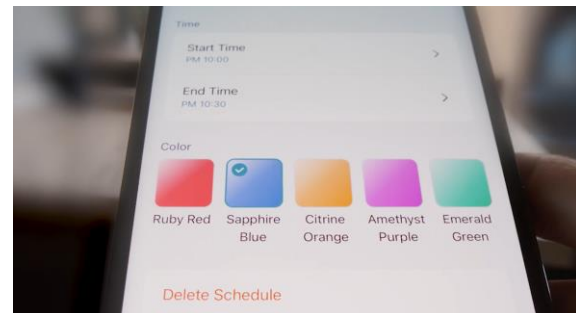 Time
Start Time
PM 10:00
End Time
PM 10:30
Color
Ruby Red
Sapphire
Blue
Citrine
Orange
Amethyst
Purple
Emerald
Green
Delete Schedule